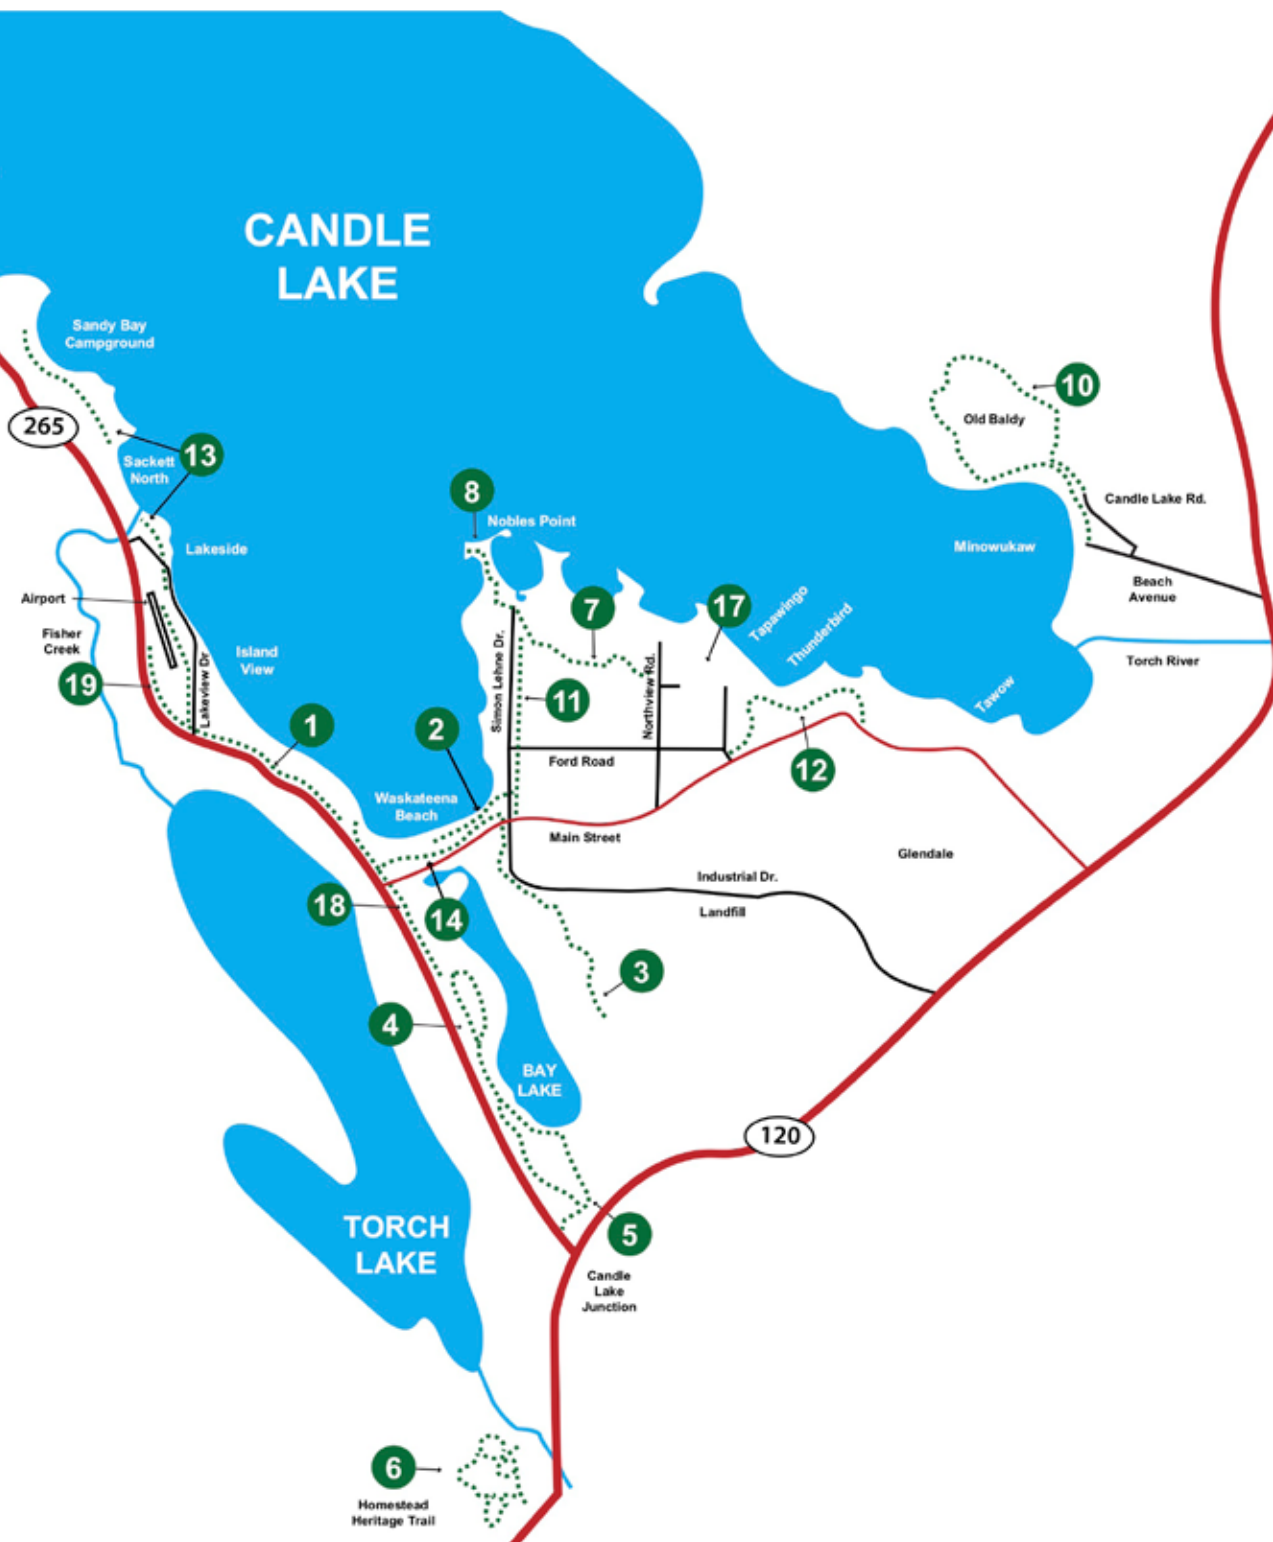 CANDLE
LAKE
Sandy Bay
Campground
10
265
Old Baldy
13
Sackett
North
8
Candle Lake Rd.
Nobles Point
Lakeside
Minowukaw
Beach
Avenue
Airport
7
17
Tapawingo
Thunderbird
Fisher
Creek
Island
View
Torch River
19
Lakeview Dr
Simon Lehne Dr.
11
Northview Rd.
Tawow
1
2
Ford Road
12
Waskateena
Beach
Main Street
Glendale
Industrial Dr.
Landfill
18
14
3
4
BAY
LAKE
120
TORCH
LAKE
5
Candle
Lake
Junction
6
Homestead
Heritage Trail